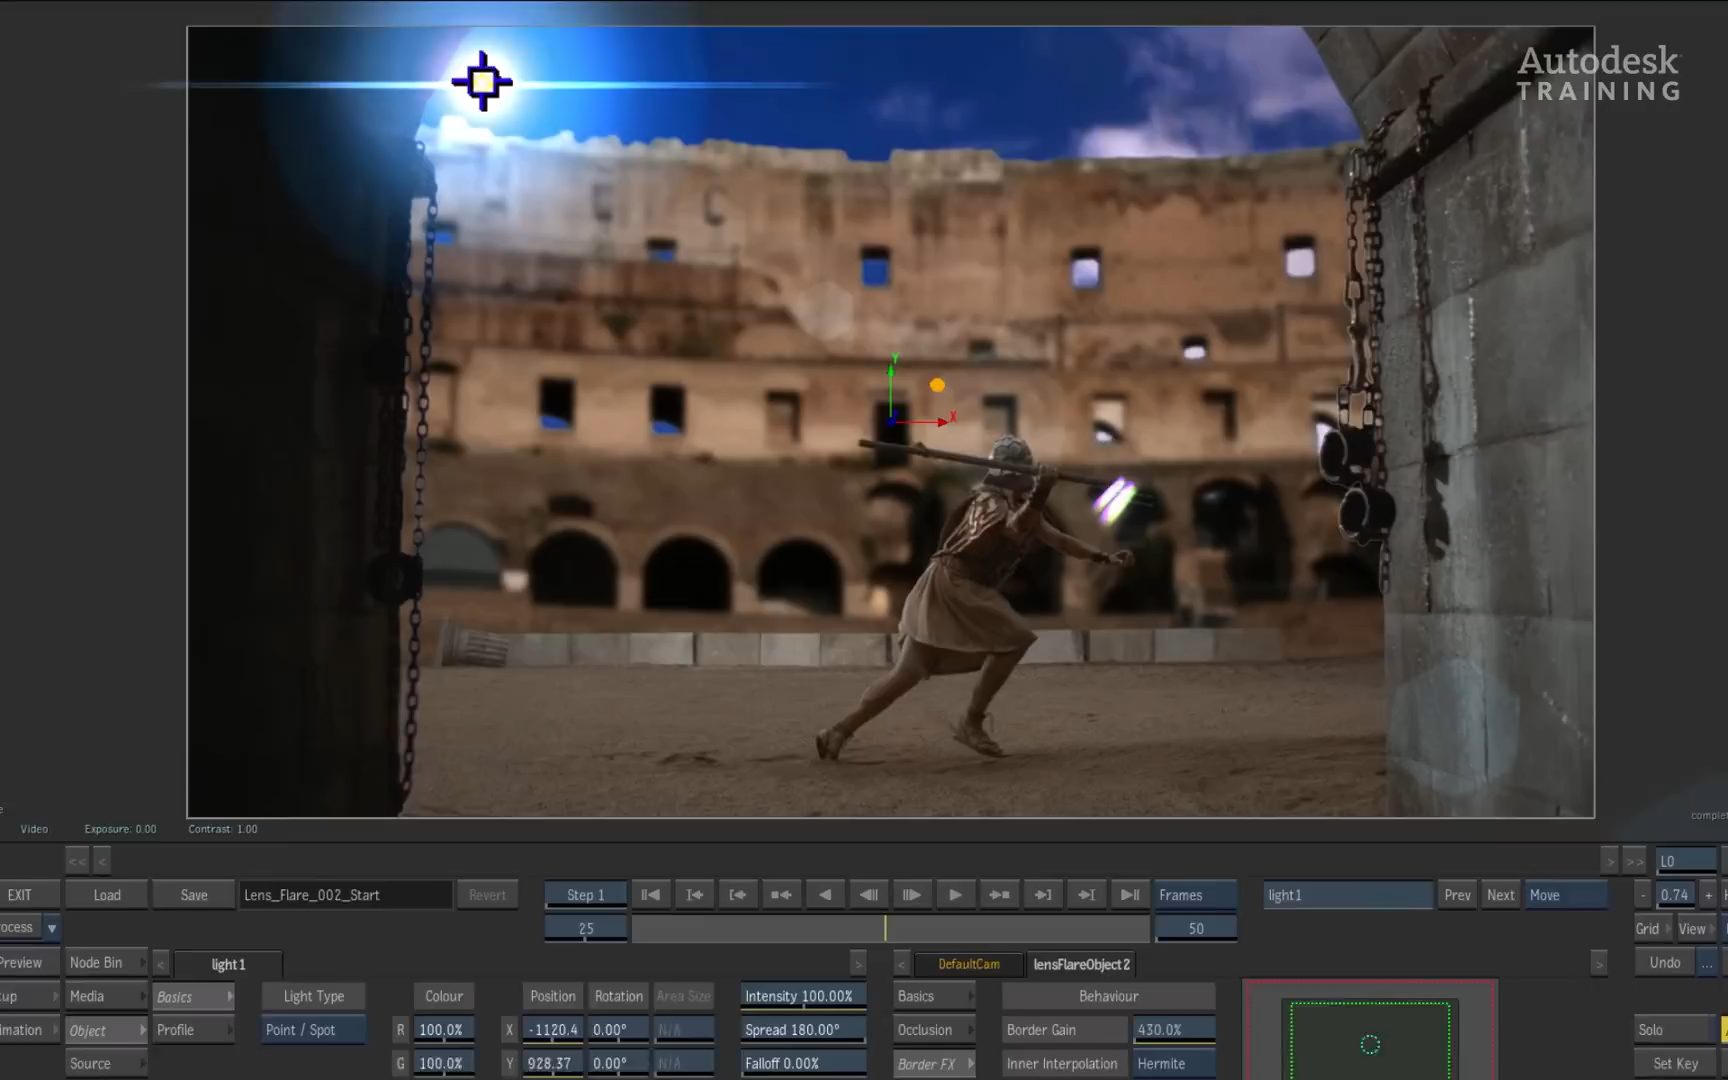 Autodesk
TRAINING
Y
X
Video Exposure: 0.00 Contrast: 1.00
<< < > >> L0
EXIT Load Save Lens_Flare_002_Start Revert Step 1 Frames light1 Prev Next Move - 0.74 +
ocess 25 50 Grid View
Preview Node Bin < light1 > < DefaultCam lensFlareObject2 > Undo ...
up Media Basics Light Type Colour Position Rotation Area Size Intensity 100.00% Basics Behaviour
imation Object Profile Point / Spot R 100.0% X -1120.4 0.00° N/A Spread 180.00° Occlusion Border Gain 430.0% Solo
Source G 100.0% Y 928.37 0.00° N/A Falloff 0.00% Border FX Inner Interpolation Hermite Set Key